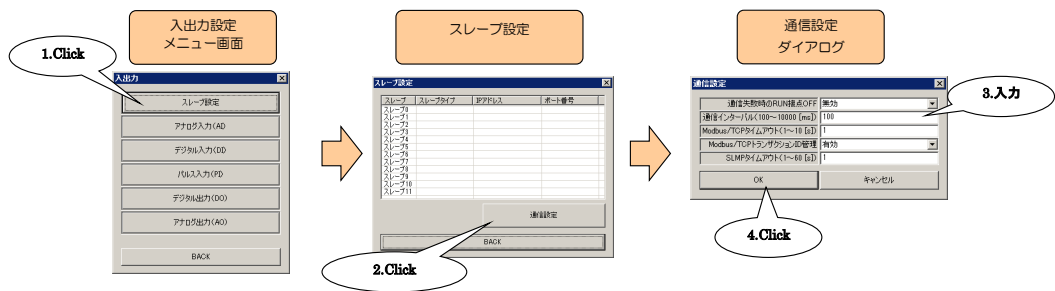 入出力設定
メニュー画面
1.Click
入出力
スレーブ設定
アナログ入力(AI)
デジタル入力(DI)
パルス入力(PI)
デジタル出力(DO)
アナログ出力(AO)
BACK
スレーブ設定
スレーブ設定
スレーブ スレーブタイプ IPアドレス ポート番号
スレーブ0
スレーブ1
スレーブ2
スレーブ3
スレーブ4
スレーブ5
スレーブ6
スレーブ7
スレーブ8
スレーブ9
スレーブ10
スレーブ11
通信設定
BACK
2.Click
通信設定
ダイアログ
通信設定
3.入力
通信失敗時のRUN接点OFF 無効
通信インターバル(100～10000 [ms]) 100
Modbus/TCPタイムアウト(1～10 [s]) 1
Modbus/TCPトランザクションID管理 有効
SLMPタイムアウト(1～60 [s]) 1
OK キャンセル
4.Click